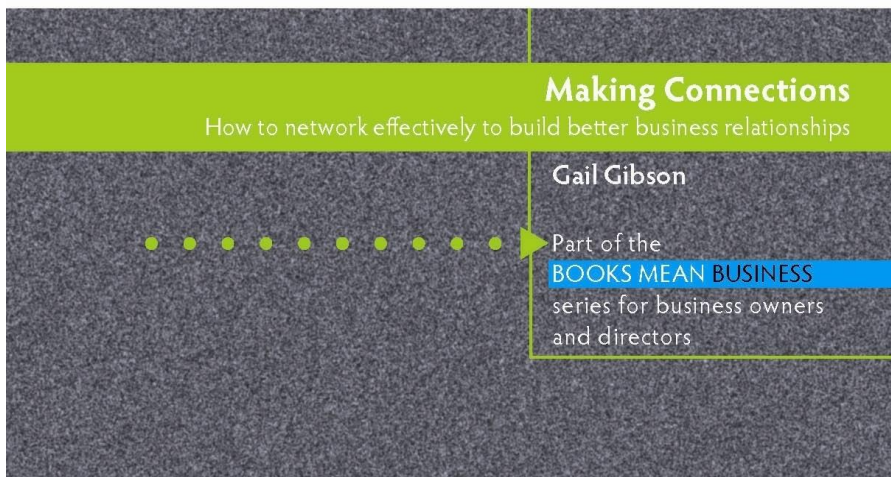 Making Connections
How to network effectively to build better business relationships
Gail Gibson
Part of the
BOOKS MEAN BUSINESS
series for business owners
and directors